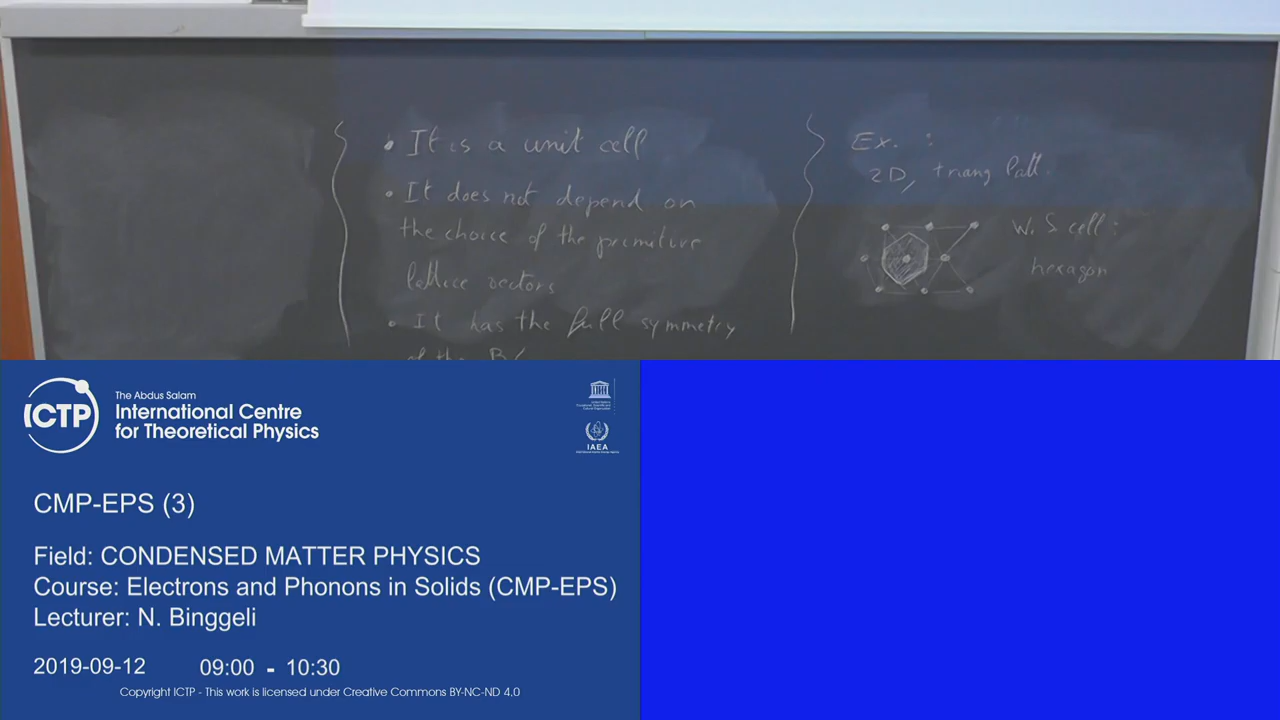 • It is a unit cell
• It does not depend on
the choice of the primitive
lattice vectors
• It has the full symmetry
of the
Ex. :
2D, triang latt.
W. S cell :
hexagon
The Abdus Salam
ICTP
International Centre
for Theoretical Physics
IAEA
CMP-EPS (3)
Field: CONDENSED MATTER PHYSICS
Course: Electrons and Phonons in Solids (CMP-EPS)
Lecturer: N. Binggeli
2019-09-12 09:00 - 10:30
Copyright ICTP - This work is licensed under Creative Commons BY-NC-ND 4.0